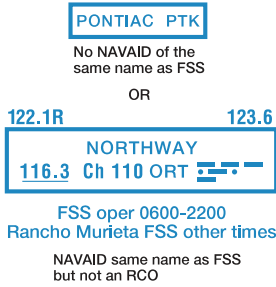 PONTIAC PTK
No NAVAID of the
same name as FSS
OR
122.1R 123.6
NORTHWAY
116.3 Ch 110 ORT
FSS oper 0600-2200
Rancho Murieta FSS other times
NAVAID same name as FSS
but not an RCO